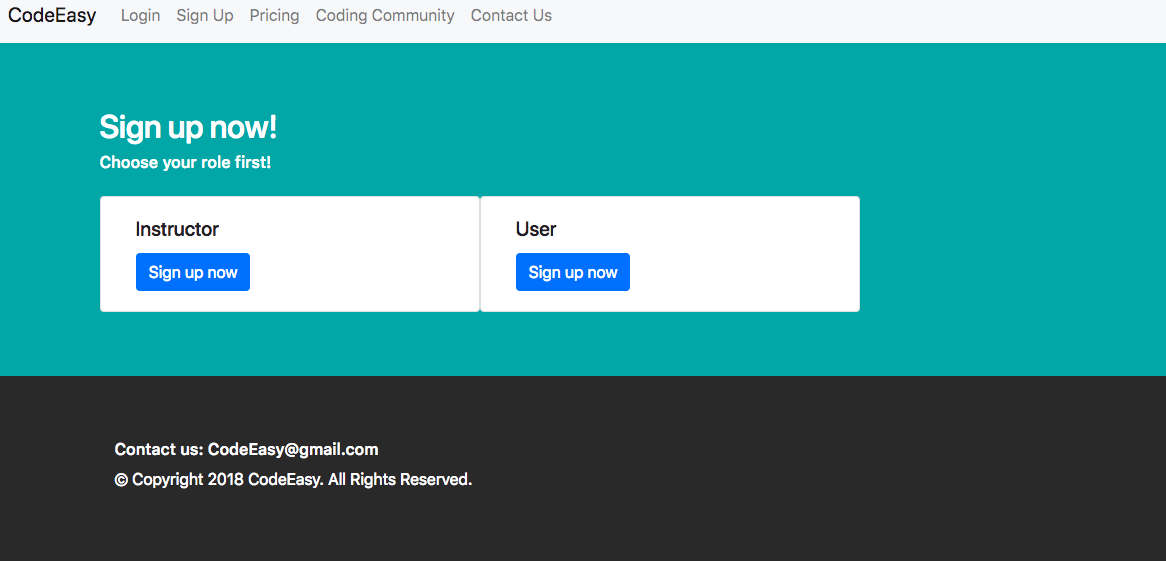 CodeEasy Login Sign Up Pricing Coding Community Contact Us
Sign up now!
Choose your role first!
Instructor User
Sign up now Sign up now
Contact us: CodeEasy@gmail.com
© Copyright 2018 CodeEasy. All Rights Reserved.